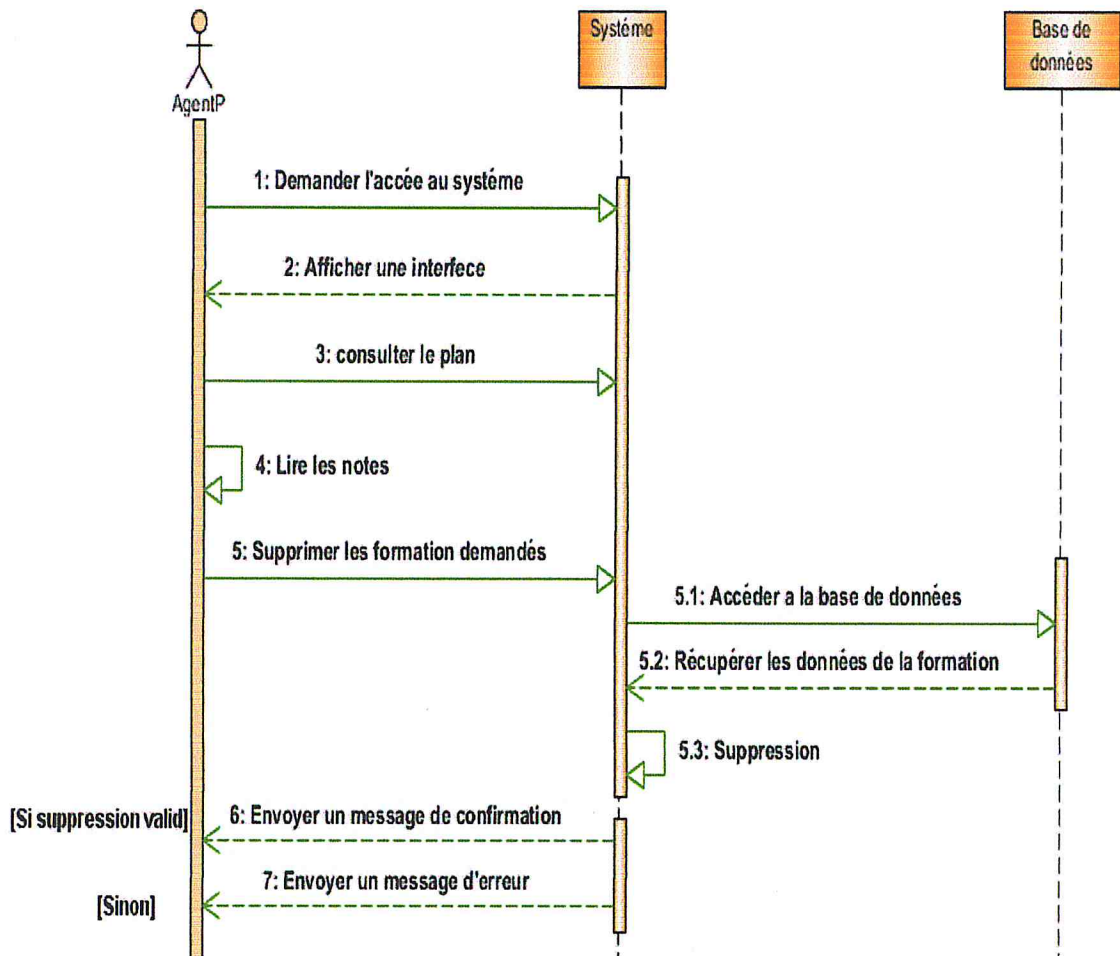 Systéme
Base de
données
AgentP
1: Demander l'accée au systéme
2: Afficher une interfece
3: consulter le plan
4: Lire les notes
5: Supprimer les formation demandés
5.1: Accéder a la base de données
5.2: Récupérer les données de la formation
5.3: Suppression
[Si suppression valid]
6: Envoyer un message de confirmation
7: Envoyer un message d'erreur
[Sinon]